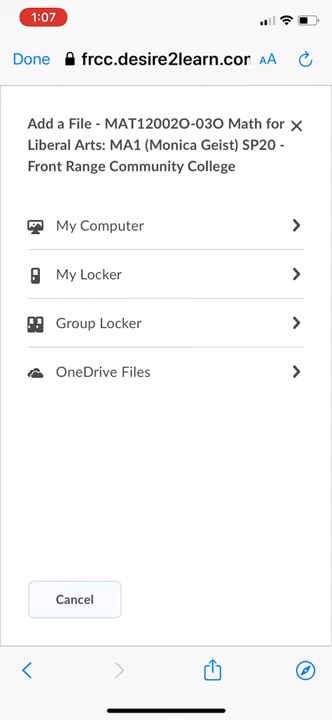 1:07
Done frcc.desire2learn.cor AA
Add a File - MAT12002O-03O Math for
Liberal Arts: MA1 (Monica Geist) SP20 -
Front Range Community College
My Computer
My Locker
Group Locker
OneDrive Files
Cancel